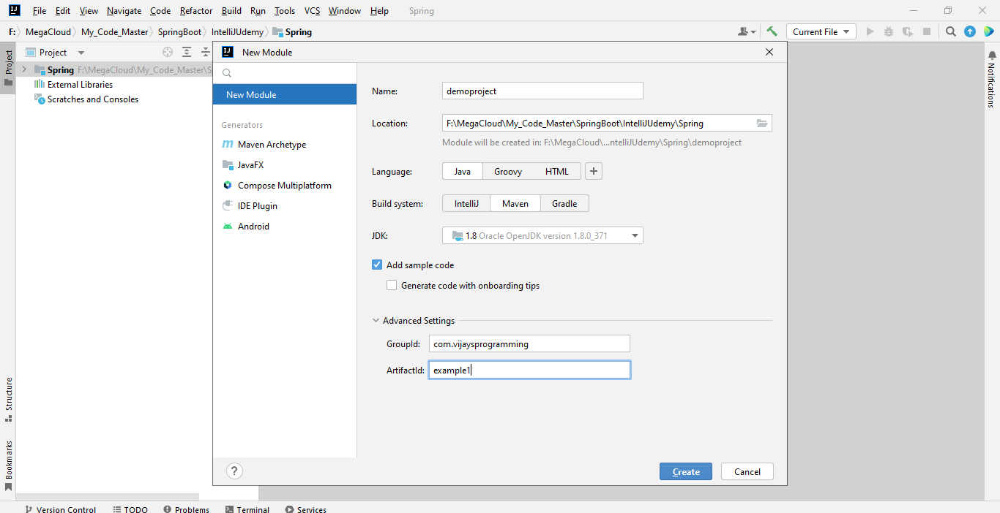 File Edit View Navigate Code Refactor Build Run Tools VCS Window Help Spring
F: MegaCloud My_Code_Master SpringBoot IntelliJUdemy Spring
Current File
Project
Project
New Module
Spring F:\MegaCloud\My_Code_Master\S
External Libraries
Scratches and Consoles
New Module
Generators
Maven Archetype
JavaFX
Compose Multiplatform
IDE Plugin
Android
Name: demoproject
Location: F:\MegaCloud\My_Code_Master\SpringBoot\IntelliJUdemy\Spring
Module will be created in: F:\MegaCloud\...ntelliJUdemy\Spring\demoproject
Language: Java Groovy HTML +
Build system: IntelliJ Maven Gradle
JDK: 1.8 Oracle OpenJDK version 1.8.0_371
Add sample code
Generate code with onboarding tips
Advanced Settings
GroupId: com.vijaysprogramming
ArtifactId: example1
? Create Cancel
Notifications
Structure
Bookmarks
Version Control TODO Problems Terminal Services